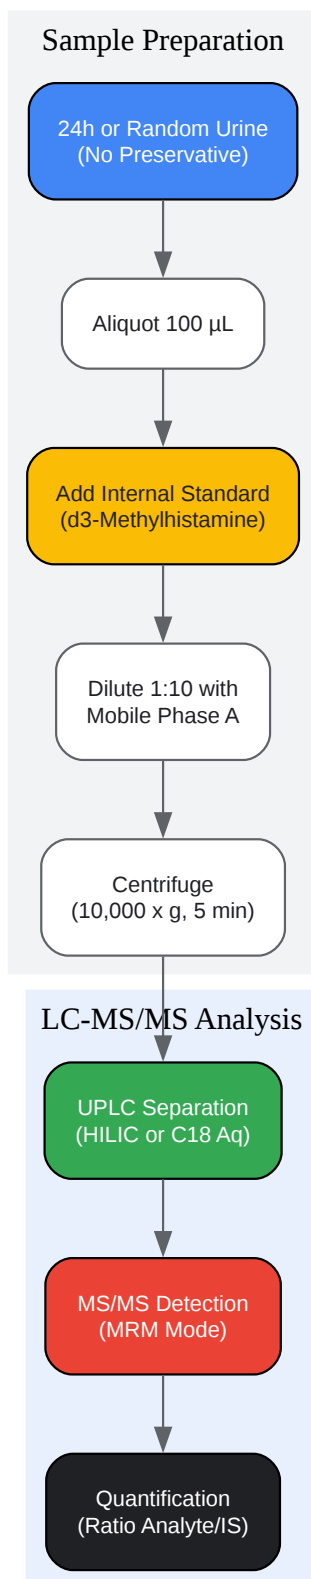 Sample Preparation
24h or Random Urine
(No Preservative)
Aliquot 100 µL
Add Internal Standard
(d3-Methylhistamine)
Dilute 1:10 with
Mobile Phase A
Centrifuge
(10,000 x g, 5 min)
LC-MS/MS Analysis
UPLC Separation
(HILIC or C18 Aq)
MS/MS Detection
(MRM Mode)
Quantification
(Ratio Analyte/IS)